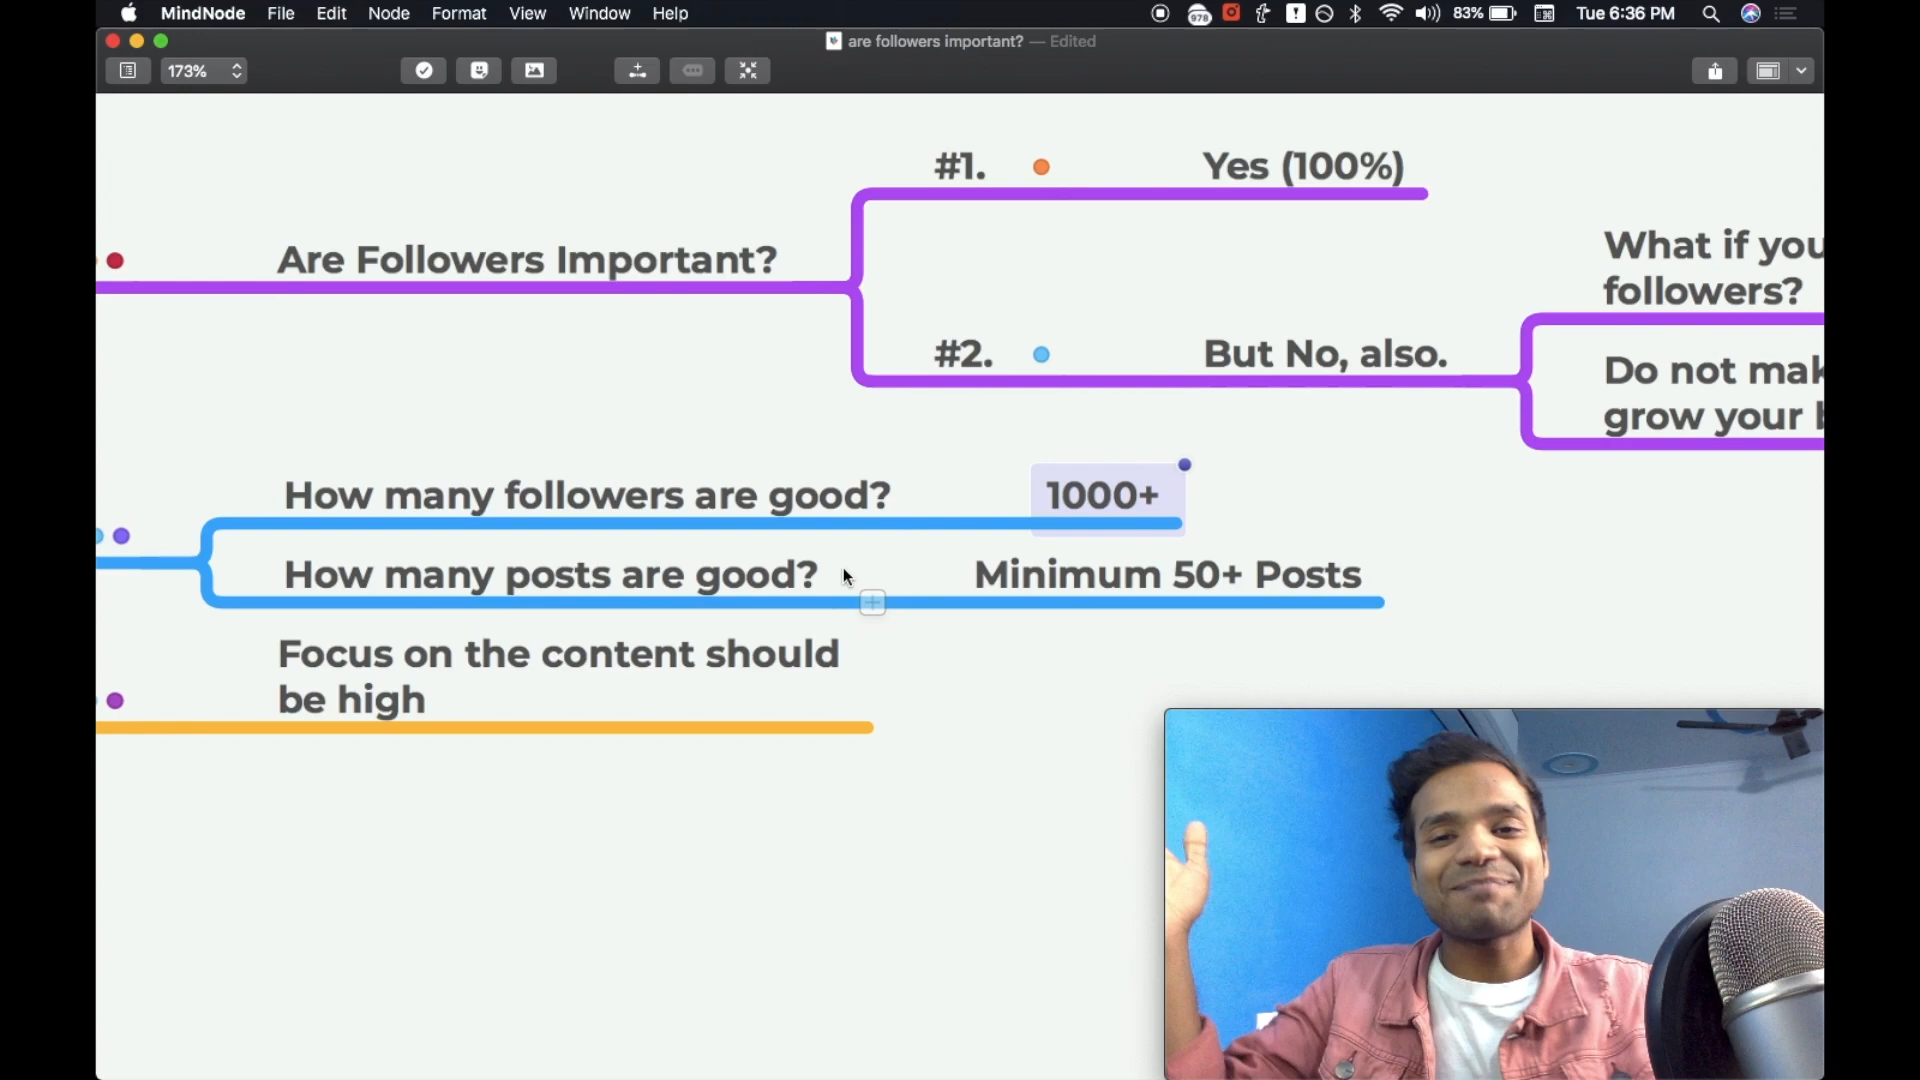 MindNode File Edit Node Format View Window Help
978
83%
Tue 6:36 PM
are followers important? — Edited
173%
#1. Yes (100%)
Are Followers Important?
What if you
followers?
#2. But No, also.
Do not mak
grow your
How many followers are good? 1000+
How many posts are good? Minimum 50+ Posts
Focus on the content should
be high